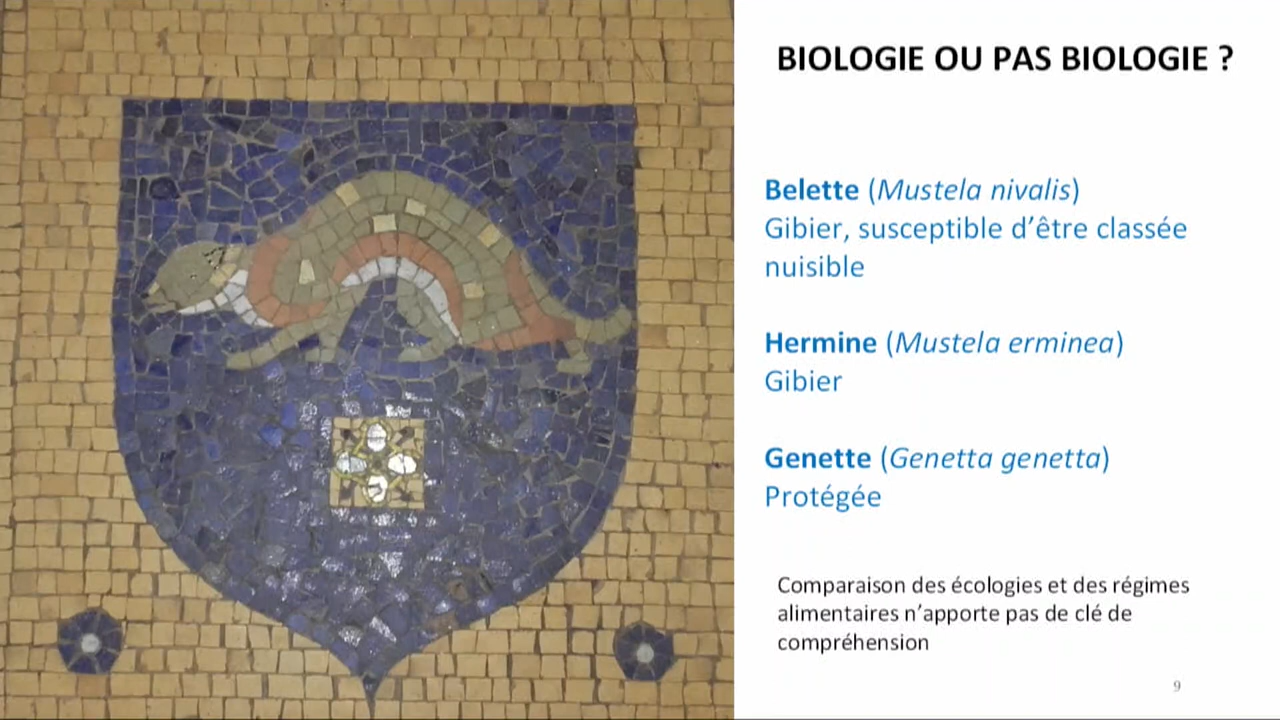 BIOLOGIE OU PAS BIOLOGIE ?
Belette (Mustela nivalis)
Gibier, susceptible d'être classée
nuisible
Hermine (Mustela erminea)
Gibier
Genette (Genetta genetta)
Protégée
Comparaison des écologies et des régimes
alimentaires n'apporte pas de clé de
compréhension
9